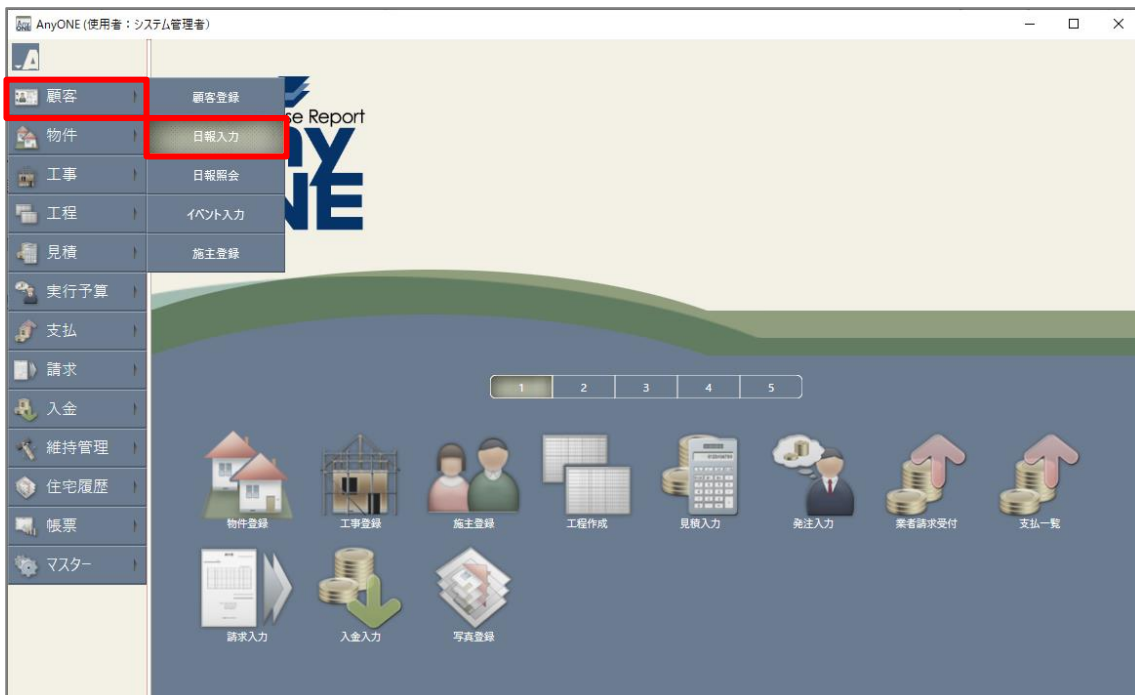 AnyONE (使用者：システム管理者)
顧客
物件
工事
工程
見積
実行予算
支払
請求
入金
維持管理
住宅履歴
帳票
マスター
顧客登録
日報入力
日報照会
イベント入力
施主登録
se Report
ny
NE
1 2 3 4 5
物件登録 工事登録 施主登録 工程作成 見積入力 発注入力 業者請求受付 支払一覧
請求入力 入金入力 写真登録